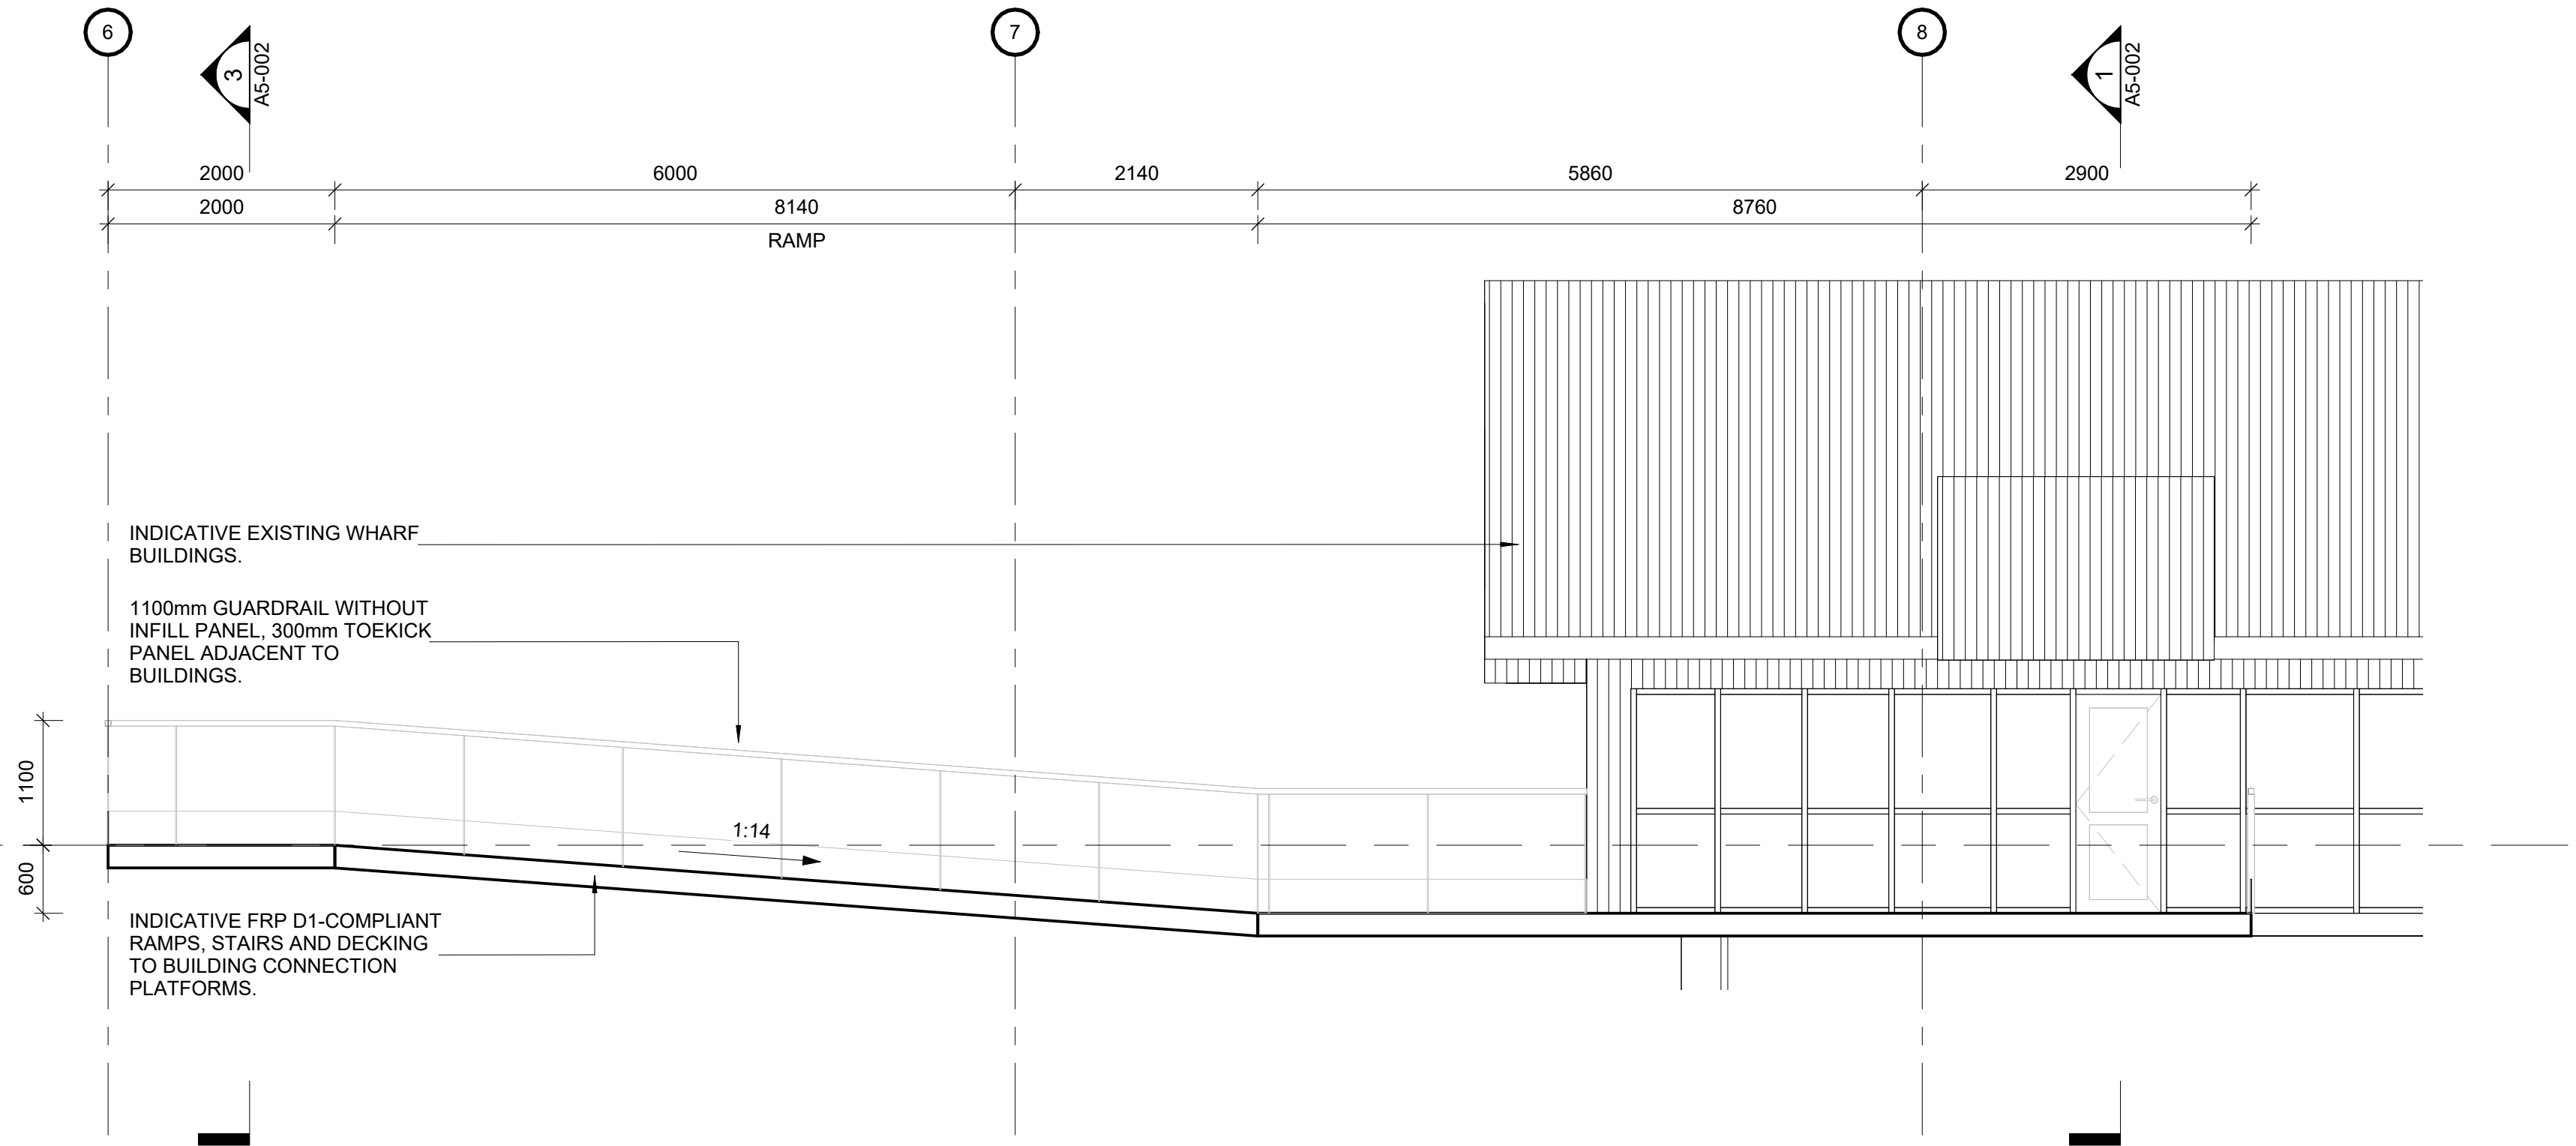 6
7
8
3
A5-002
1
A5-002
2000
6000
2140
5860
2900
2000
8140
8760
RAMP
INDICATIVE EXISTING WHARF
BUILDINGS.
1100mm GUARDRAIL WITHOUT
INFILL PANEL, 300mm TOEKICK
PANEL ADJACENT TO
BUILDINGS.
1100
1:14
600
INDICATIVE FRP D1-COMPLIANT
RAMPS, STAIRS AND DECKING
TO BUILDING CONNECTION
PLATFORMS.